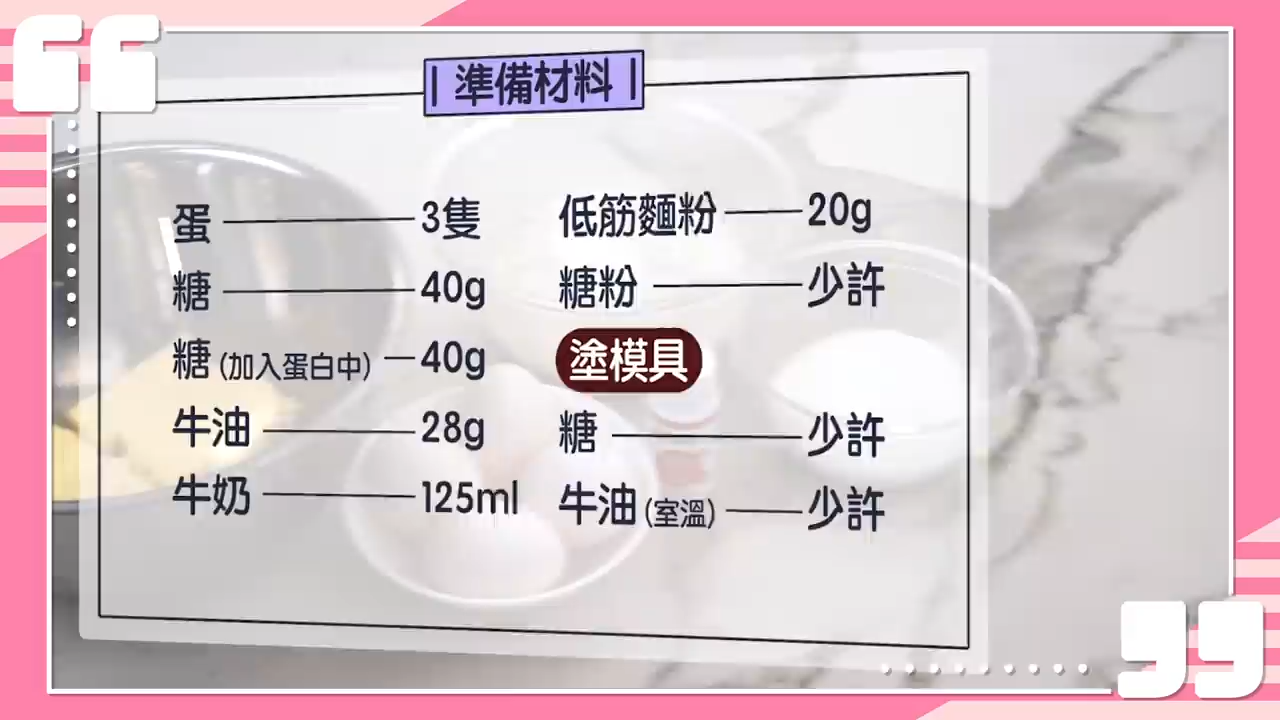 準備材料
蛋 3隻
糖 40g
糖(加入蛋白中) 40g
牛油 28g
牛奶 125ml
低筋麵粉 20g
糖粉 少許
塗模具
糖 少許
牛油(室溫) 少許